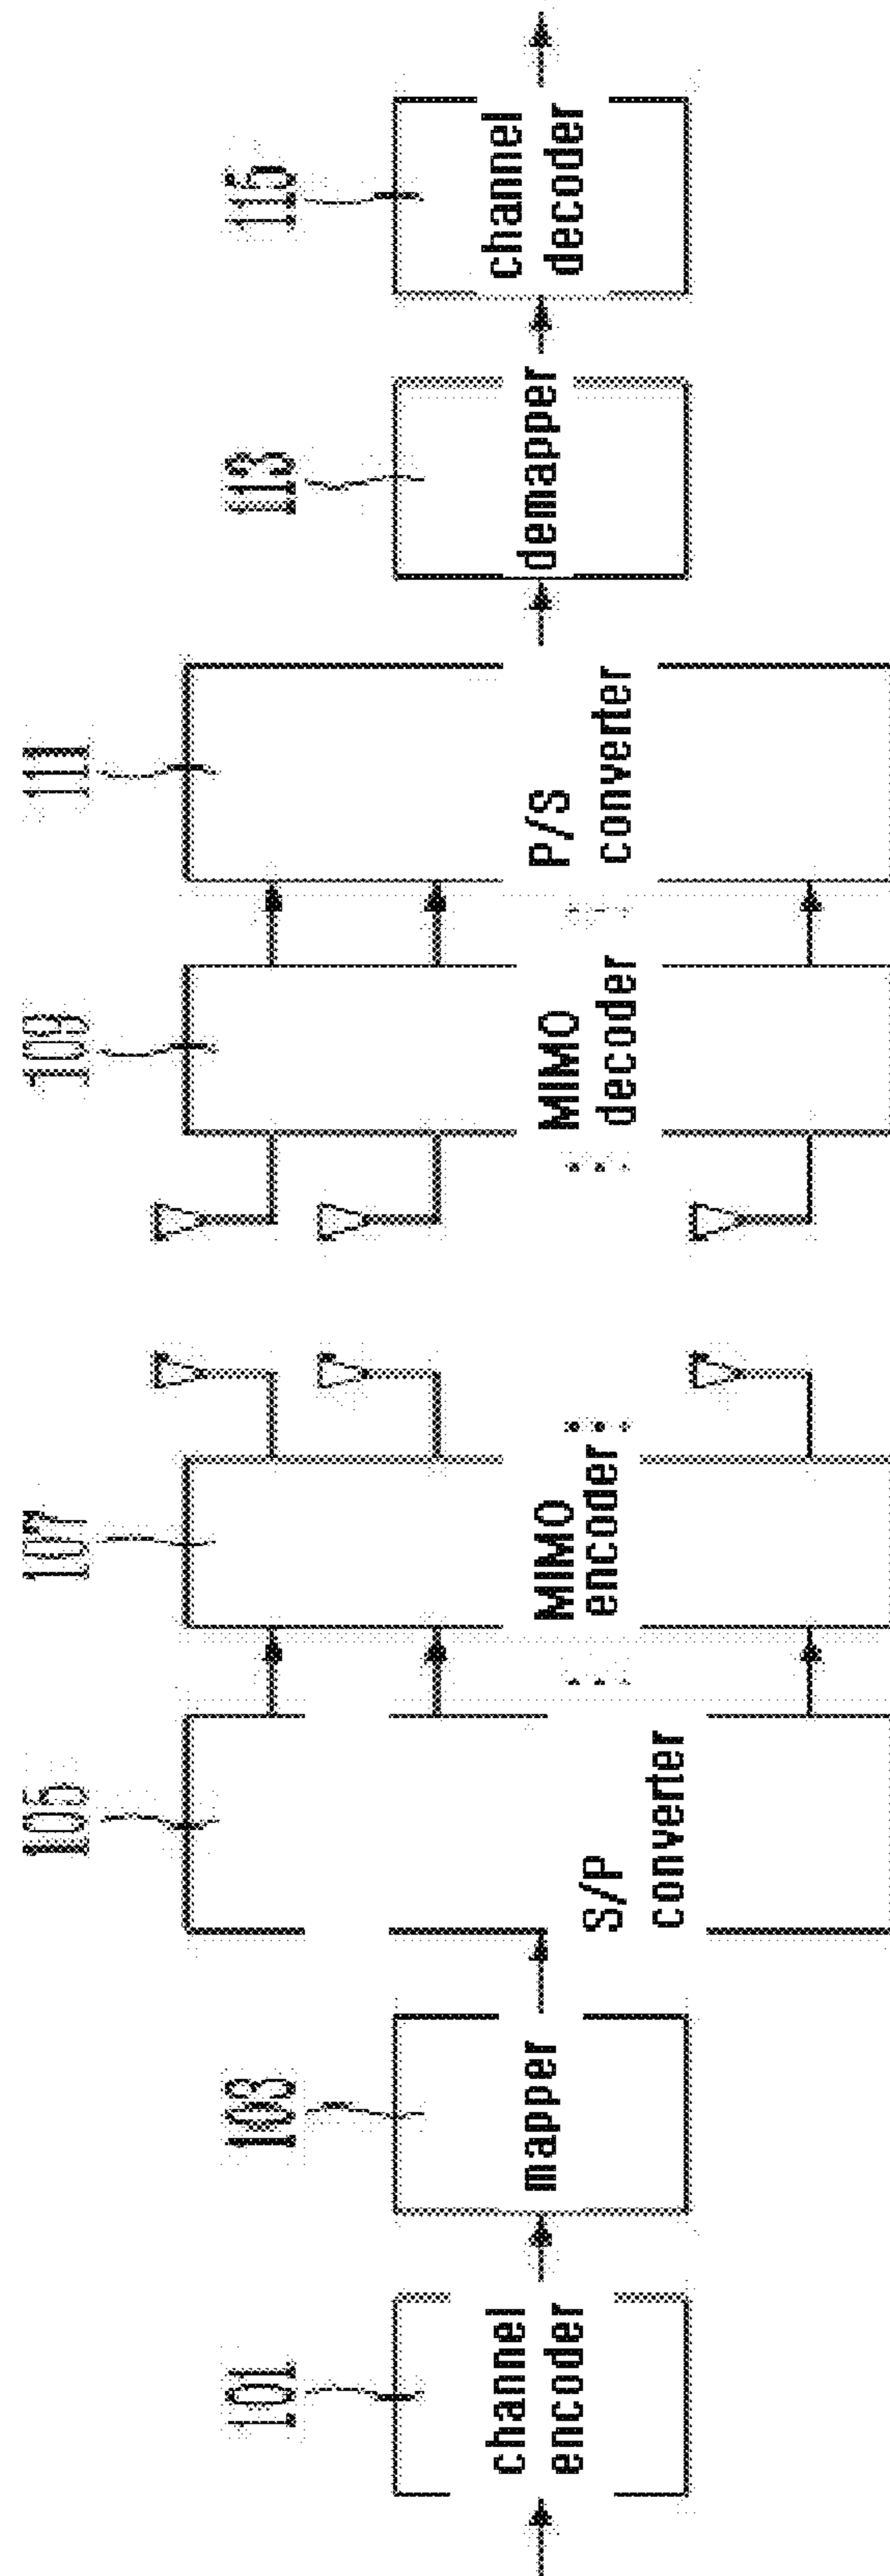 101
channel
encoder
103
mapper
105
S/P
converter
107
MIMO
encoder
109
MIMO
decoder
111
P/S
converter
113
demapper
115
channel
decoder